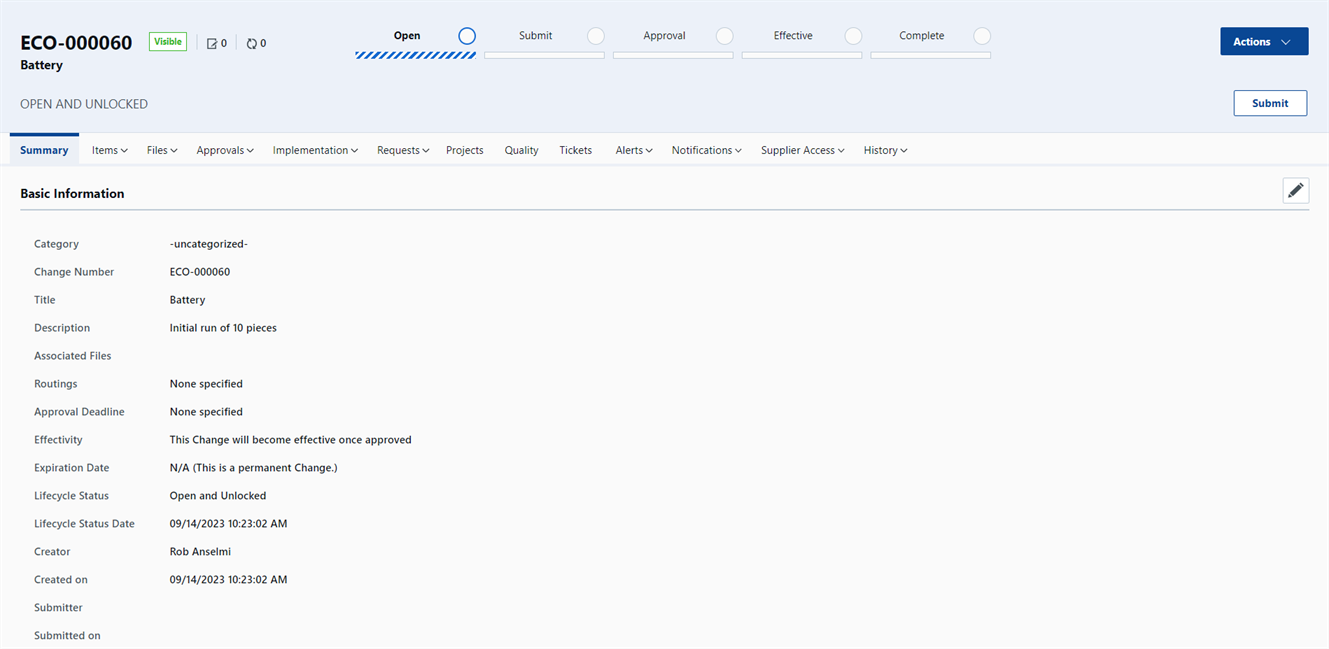 ECO-000060 Visible 0 0
Battery
Open Submit Approval Effective Complete
Actions
OPEN AND UNLOCKED
Submit
Summary Items Files Approvals Implementation Requests Projects Quality Tickets Alerts Notifications Supplier Access History
Basic Information
Category -uncategorized-
Change Number ECO-000060
Title Battery
Description Initial run of 10 pieces
Associated Files
Routings None specified
Approval Deadline None specified
Effectivity This Change will become effective once approved
Expiration Date N/A (This is a permanent Change.)
Lifecycle Status Open and Unlocked
Lifecycle Status Date 09/14/2023 10:23:02 AM
Creator Rob Anselmi
Created on 09/14/2023 10:23:02 AM
Submitter
Submitted on